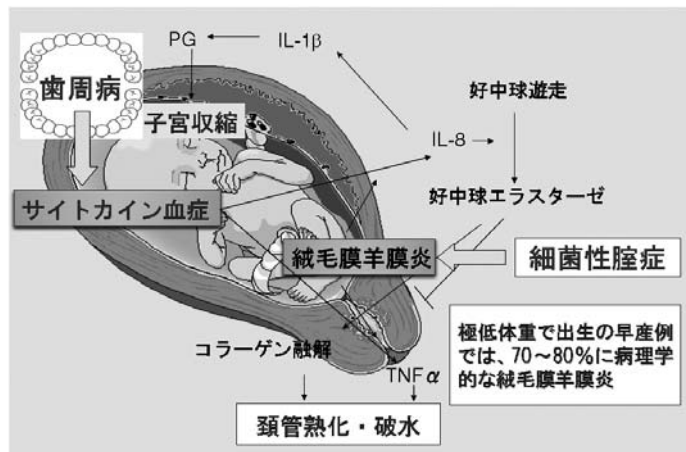 PG
IL-1β
歯周病
子宮収縮
好中球遊走
IL-8
サイトカイン血症
好中球エラスターゼ
絨毛膜羊膜炎
細菌性腟症
コラーゲン融解
TNFα
極低体重で出生の早産例
では、70～80%に病理学
的な絨毛膜羊膜炎
頚管熟化・破水